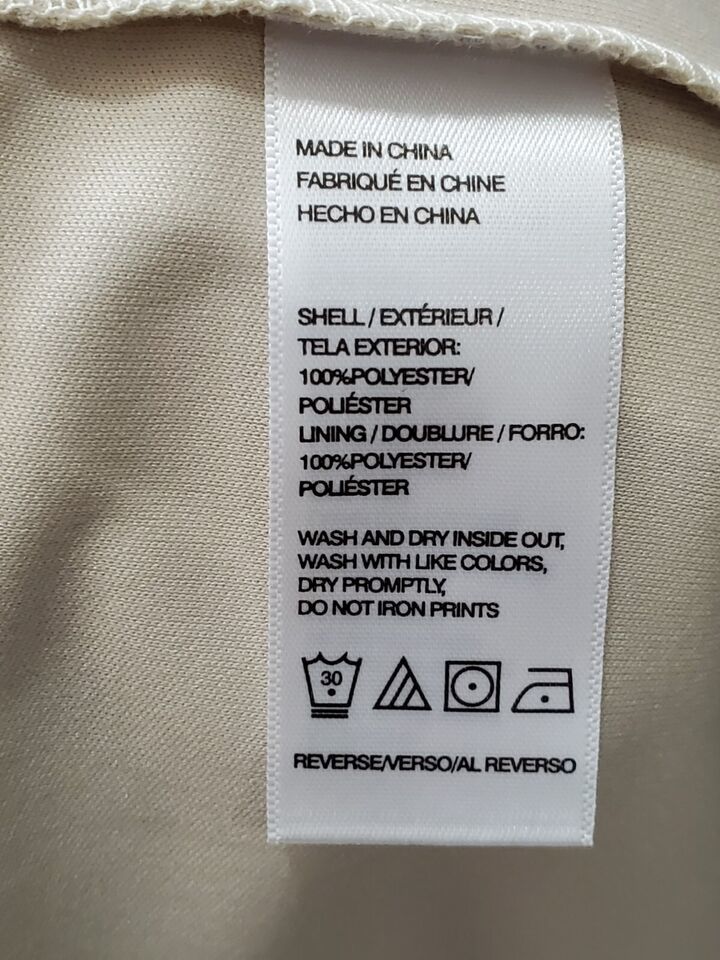 MADE IN CHINA
FABRIQUÉ EN CHINE
HECHO EN CHINA
SHELL / EXTÉRIEUR /
TELA EXTERIOR:
100%POLYESTER/
POLIÉSTER
LINING / DOUBLURE / FORRO:
100%POLYESTER/
POLIÉSTER
WASH AND DRY INSIDE OUT,
WASH WITH LIKE COLORS,
DRY PROMPTLY,
DO NOT IRON PRINTS
30
REVERSE/VERSO/AL REVERSO